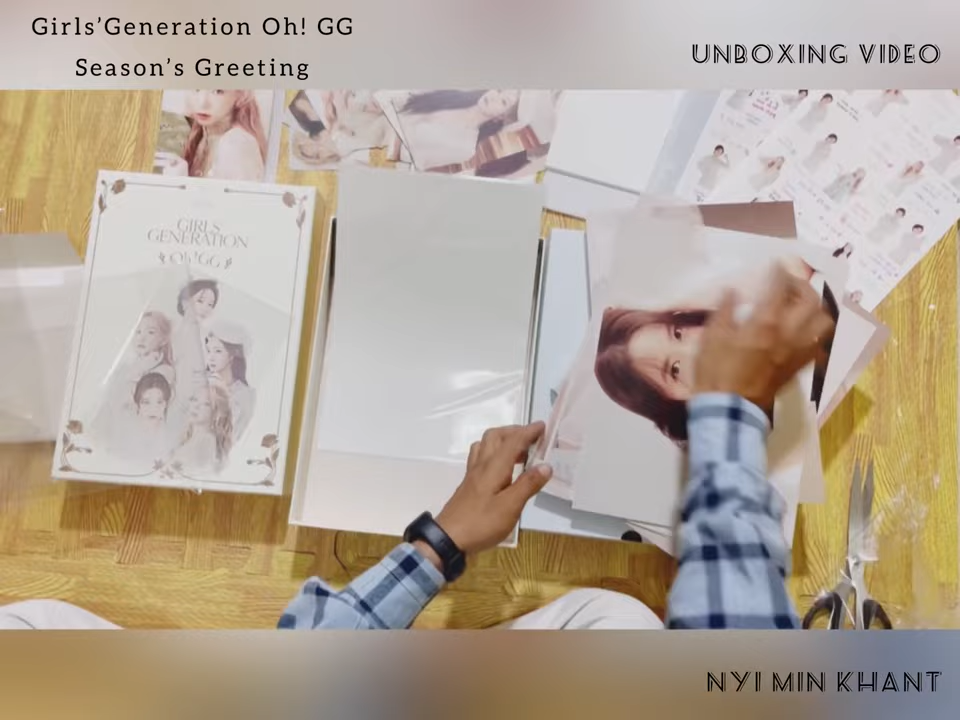 Girls'Generation Oh! GG
Season's Greeting
UNBOXING VIDEO
GIRLS
GENERATION
Oh!GG
NYI MIN KHANT